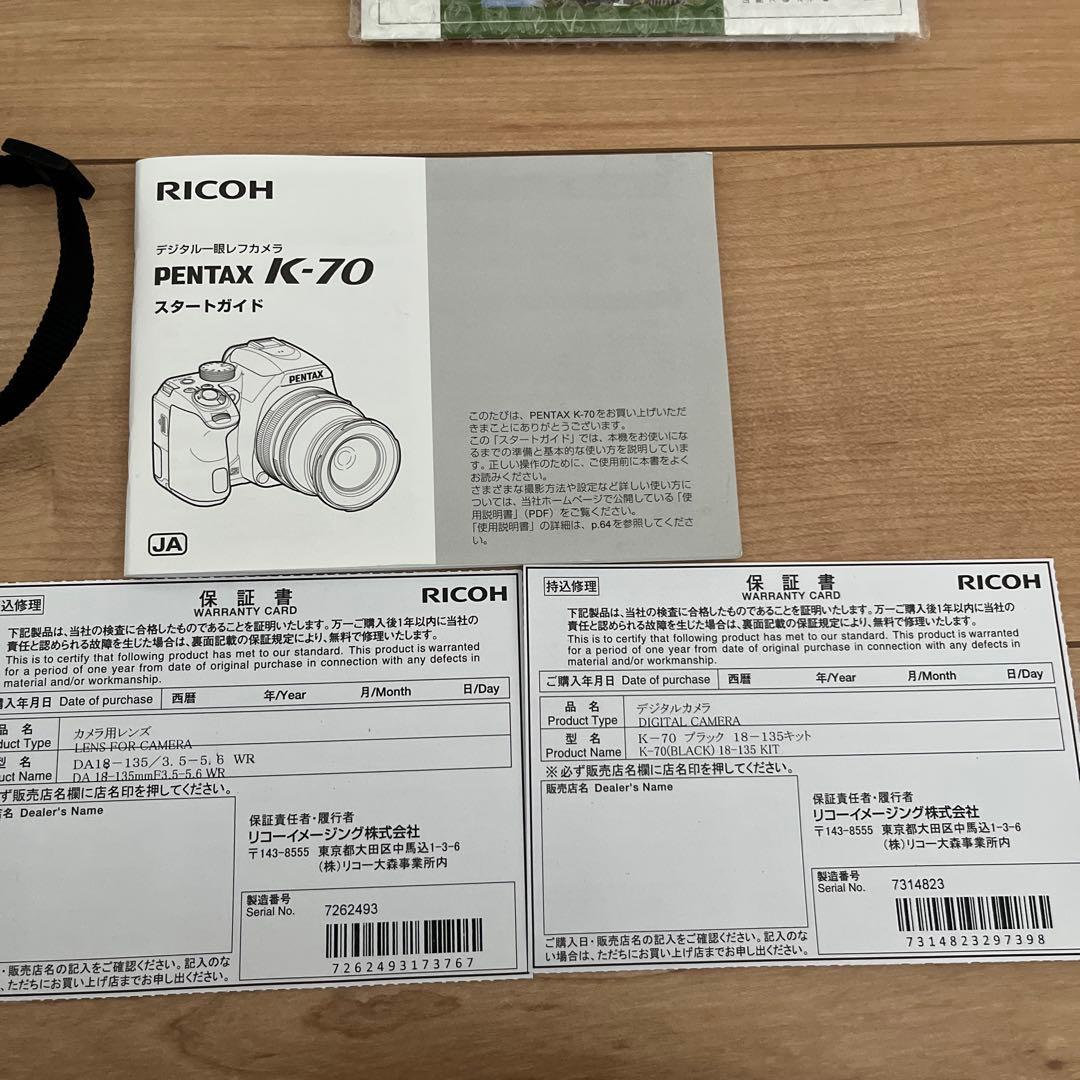 RICOH
デジタル一眼レフカメラ
PENTAX K-70
スタートガイド
PENTAX
JA
このたびは、PENTAX K-70をお買い上げいただ
きまことにありがとうございます。
この「スタートガイド」では、本機をお使いにな
るまでの準備と基本的な使い方を説明していま
す。正しい操作のために、ご使用前に本書をよく
お読みください。
さまざまな撮影方法や設定など詳しい使い方に
ついては、当社ホームページで公開している「使
用説明書」(PDF)をご覧ください。
「使用説明書」の詳細は、p.64を参照してくださ
い。
込修理
保証書
WARRANTY CARD
RICOH
下記製品は、当社の検査に合格したものであることを証明いたします。万一ご購入後1年以内に当社の
責任と認められる故障を生じた場合は、裏面記載の保証規定により、無料で修理いたします。
This is to certify that following product has met to our standard. This product is warranted
for a period of one year from date of original purchase in connection with any defects in
material and/or workmanship.
購入年月日 Date of purchase 西暦 年/Year 月/Month 日/Day
品 名 カメラ用レンズ
duct Type LENS FOR CAMERA
型 名 DA18-135/3.5-5.6 WR
duct Name DA 18-135mmF3.5-5.6 WR
ず販売店名欄に店名印を押してください。
店名 Dealer's Name
保証責任者・履行者
リコーイメージング株式会社
〒143-8555 東京都大田区中馬込1-3-6
(株)リコー大森事業所内
製造番号
Serial No. 7262493
7262493173767
・販売店名の記入をご確認ください。記入のな
、ただちにお買い上げ店までお申し出ください。
持込修理
保証書
WARRANTY CARD
RICOH
下記製品は、当社の検査に合格したものであることを証明いたします。万一ご購入後1年以内に当社の
責任と認められる故障を生じた場合は、裏面記載の保証規定により、無料で修理いたします。
This is to certify that following product has met to our standard. This product is warranted
for a period of one year from date of original purchase in connection with any defects in
material and/or workmanship.
ご購入年月日 Date of purchase 西暦 年/Year 月/Month 日/Day
品 名 デジタルカメラ
Product Type DIGITAL CAMERA
型 名 K-70 ブラック 18-135キット
Product Name K-70(BLACK) 18-135 KIT
※必ず販売店名欄に店名印を押してください。
販売店名 Dealer's Name
保証責任者・履行者
リコーイメージング株式会社
〒143-8555 東京都大田区中馬込1-3-6
(株)リコー大森事業所内
製造番号
Serial No. 7314823
7314823297398
ご購入日・販売店名の記入をご確認ください。記入のな
い場合は、ただちにお買い上げ店までお申し出ください。